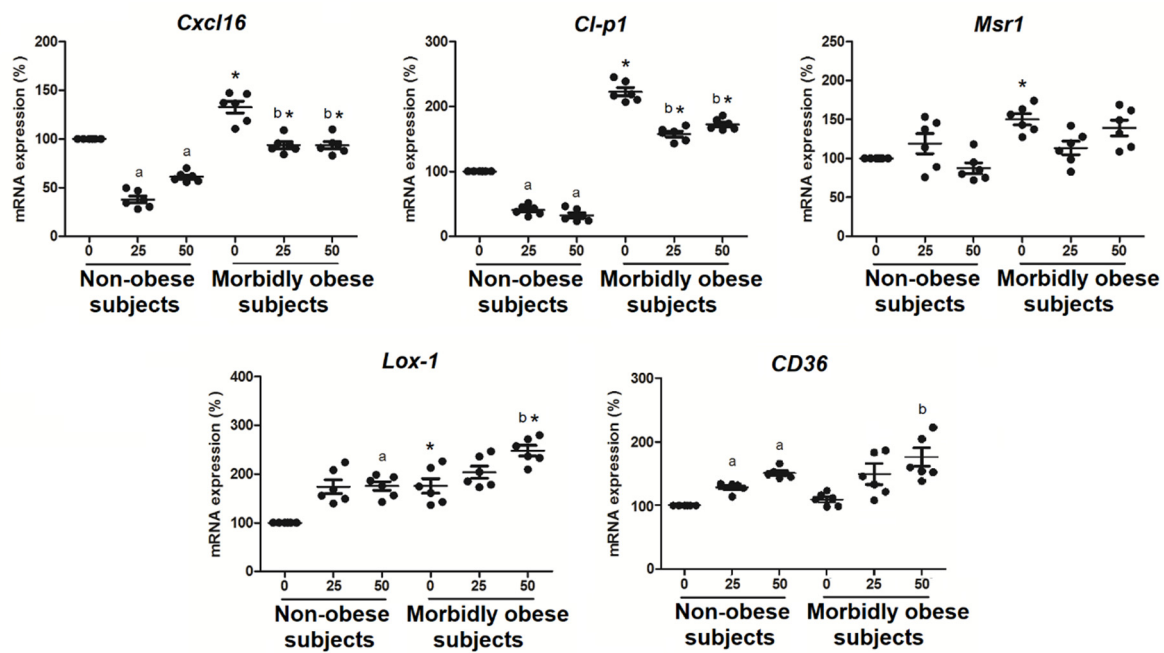 Cxcl16
mRNA expression (%)
200
150
100
50
0
*
a
a
b *
b *
0 25 50 0 25 50
Non-obese subjects
Morbidly obese subjects
Cl-p1
mRNA expression (%)
300
200
100
0
*
a
a
b *
b *
0 25 50 0 25 50
Non-obese subjects
Morbidly obese subjects
Msr1
mRNA expression (%)
250
200
150
100
50
0
*
0 25 50 0 25 50
Non-obese subjects
Morbidly obese subjects
Lox-1
mRNA expression (%)
400
300
200
100
0
a
*
b *
0 25 50 0 25 50
Non-obese subjects
Morbidly obese subjects
CD36
mRNA expression (%)
300
200
100
0
a
a
b
0 25 50 0 25 50
Non-obese subjects
Morbidly obese subjects